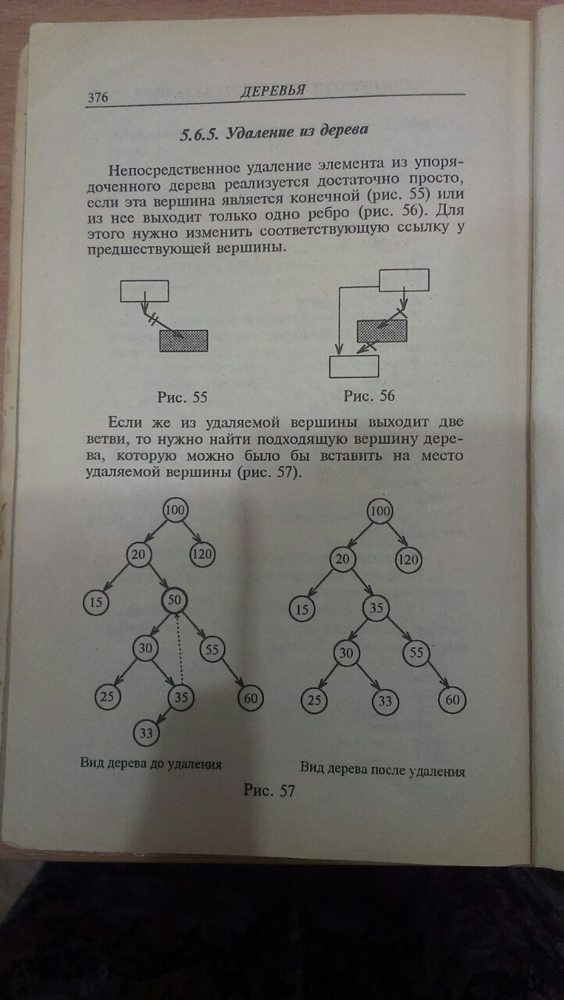 376
ДЕРЕВЬЯ
5.6.5. Удаление из дерева
Непосредственное удаление элемента из упоря-
доченного дерева реализуется достаточно просто,
если эта вершина является конечной (рис. 55) или
из нее выходит только одно ребро (рис. 56). Для
этого нужно изменить соответствующую ссылку у
предшествующей вершины.
Рис. 55
Рис. 56
Если же из удаляемой вершины выходит две
ветви, то нужно найти подходящую вершину дере-
ва, которую можно было бы вставить на место
удаляемой вершины (рис. 57).
100
20
120
15
50
30
55
25
35
60
33
Вид дерева до удаления
100
20
120
15
35
30
55
25
33
60
Вид дерева после удаления
Рис. 57